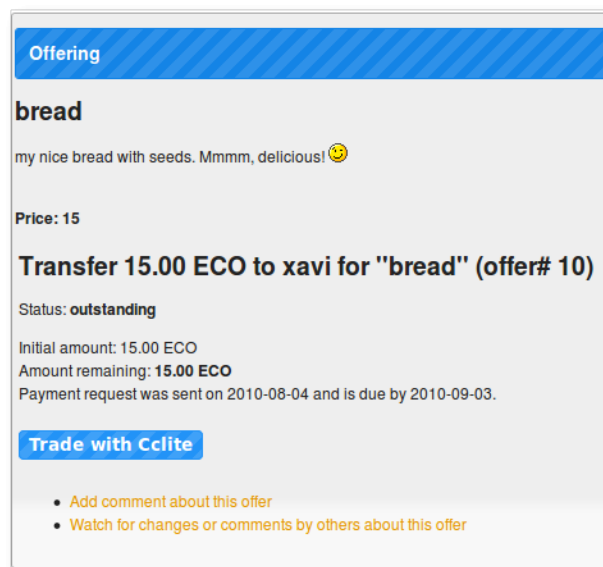 Offering
bread
my nice bread with seeds. Mmmm, delicious!
Price: 15
Transfer 15.00 ECO to xavi for "bread" (offer# 10)
Status: outstanding
Initial amount: 15.00 ECO
Amount remaining: 15.00 ECO
Payment request was sent on 2010-08-04 and is due by 2010-09-03.
Trade with Cclite
Add comment about this offer
Watch for changes or comments by others about this offer